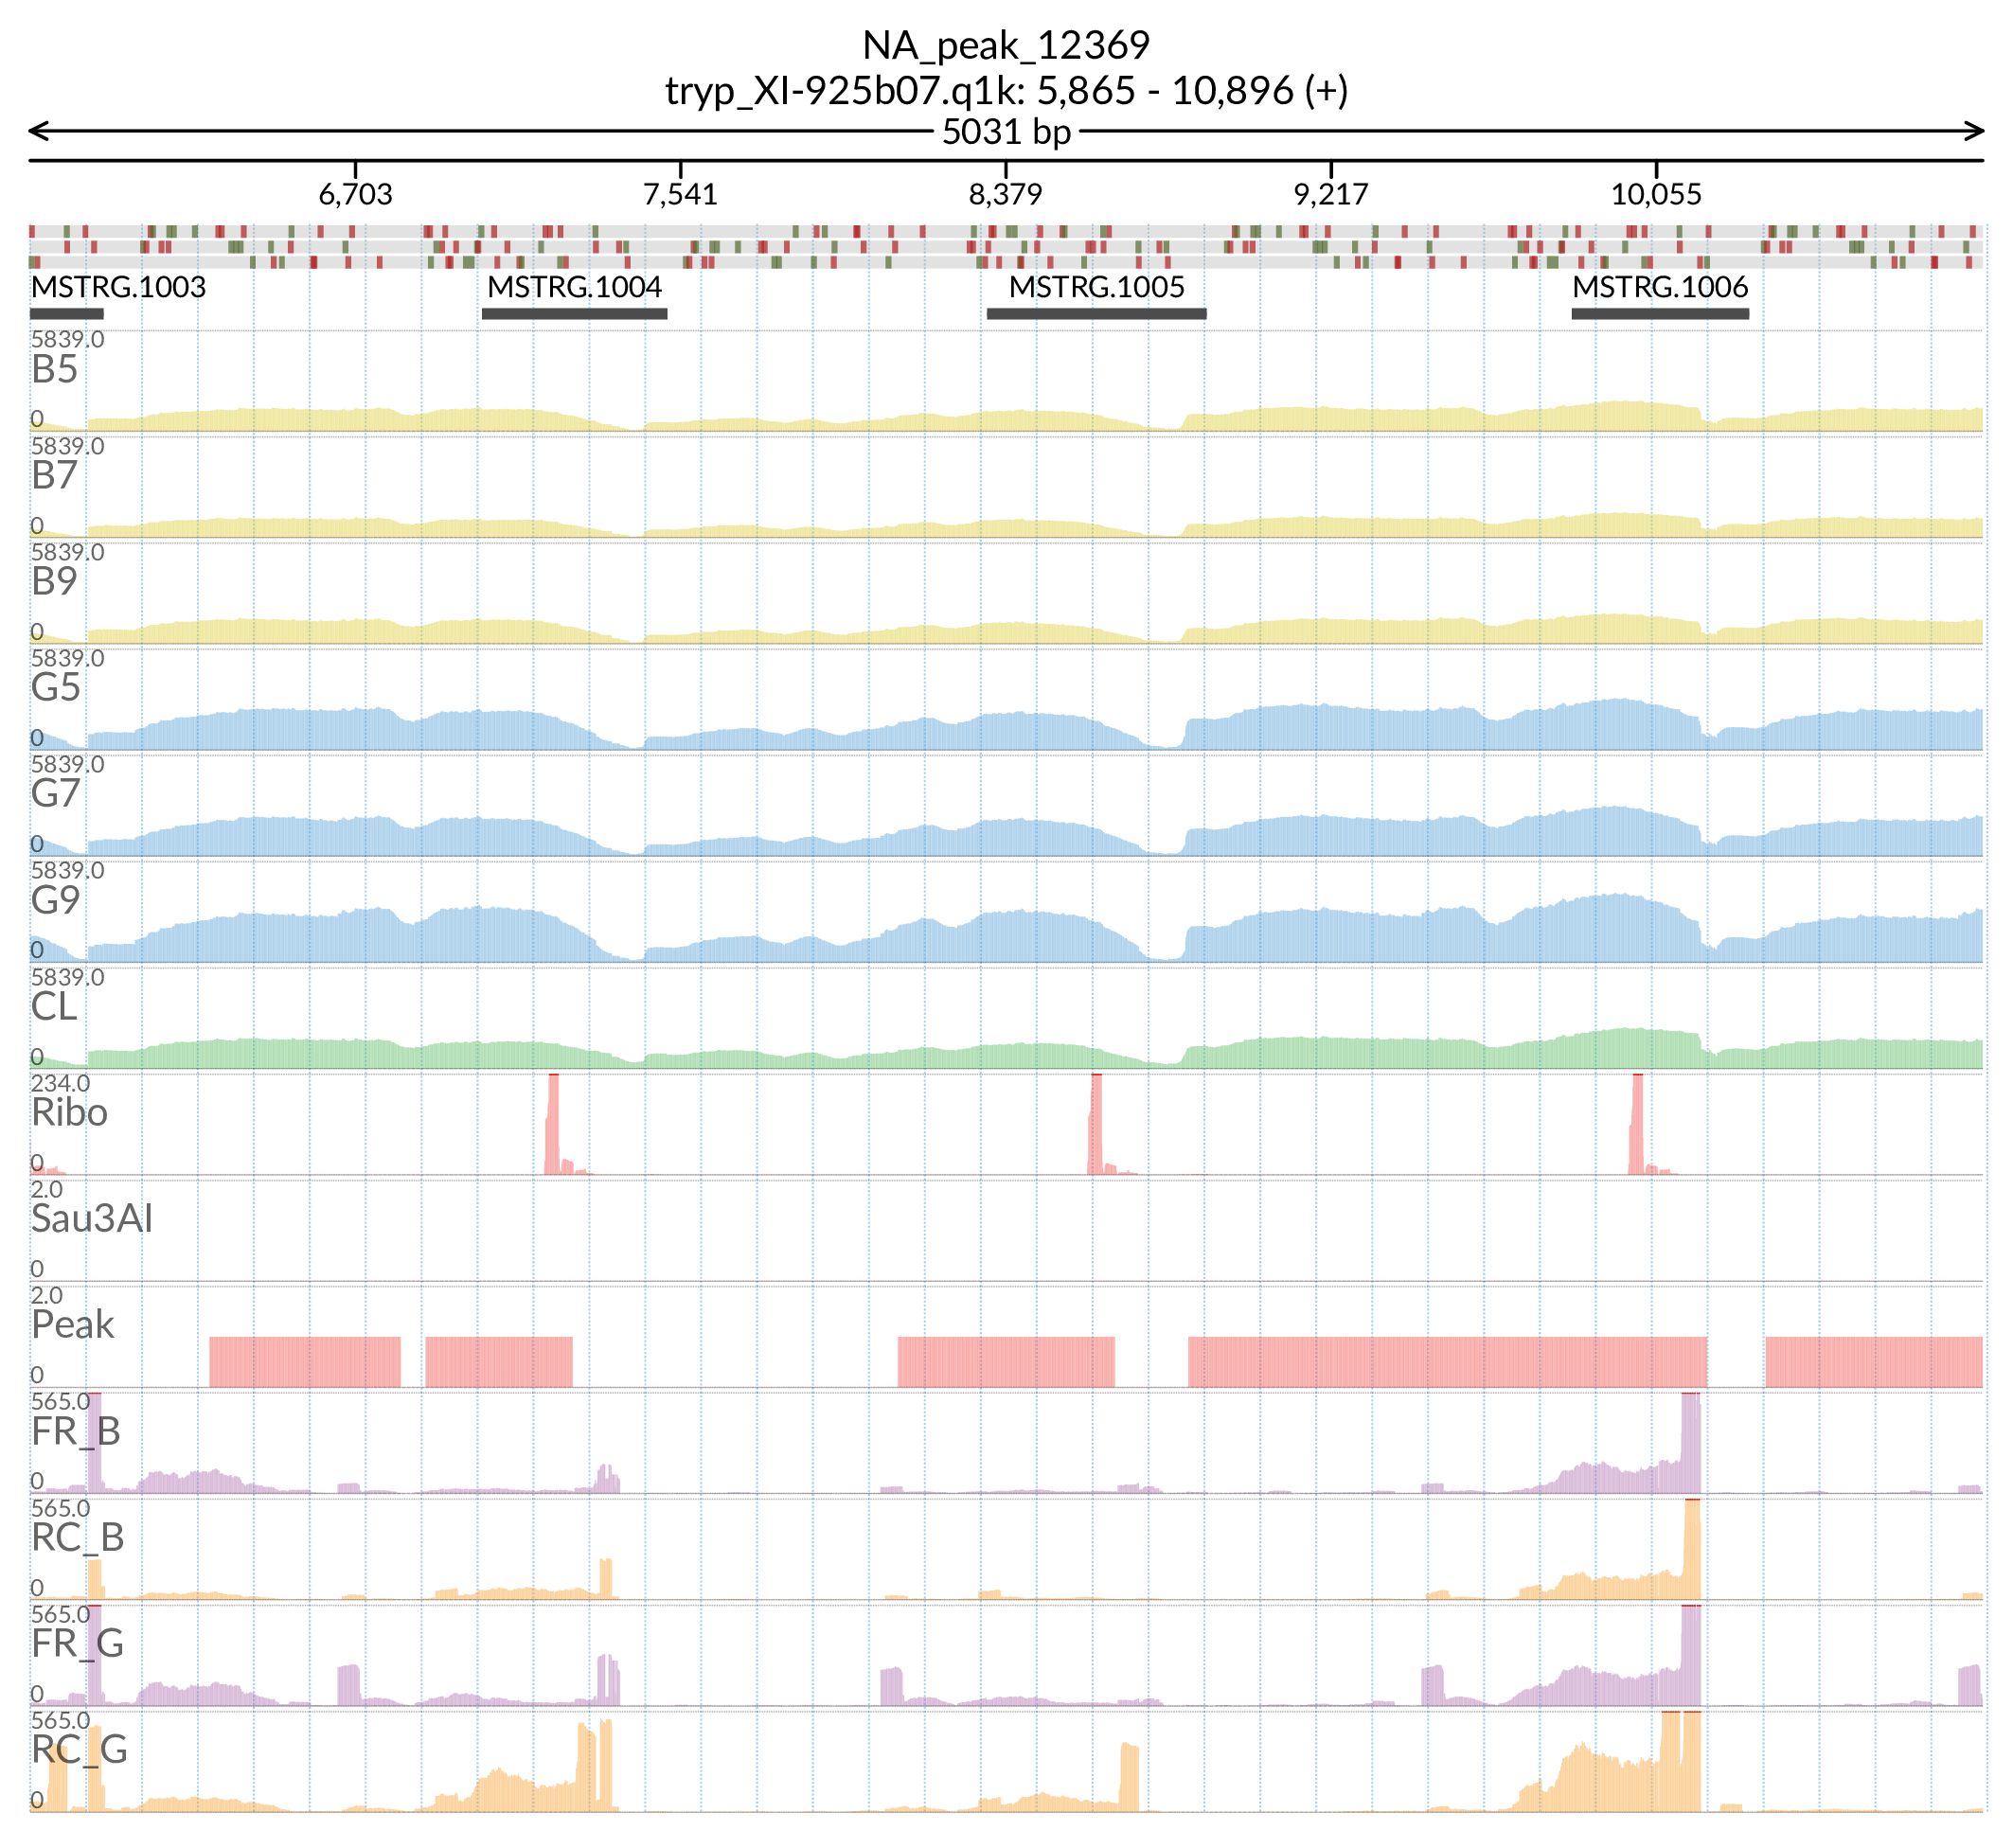 NA_peak_12369
tryp_XI-925b07.q1k: 5,865 - 10,896 (+)
5031 bp
6,703 7,541 8,379 9,217 10,055
MSTRG.1003 MSTRG.1004 MSTRG.1005 MSTRG.1006
5839.0
B5
0
5839.0
B7
0
5839.0
B9
0
5839.0
G5
0
5839.0
G7
0
5839.0
G9
0
5839.0
CL
0
234.0
Ribo
0
2.0
Sau3AI
0
2.0
Peak
0
565.0
FR_B
0
565.0
RC_B
0
565.0
FR_G
0
565.0
RC_G
0